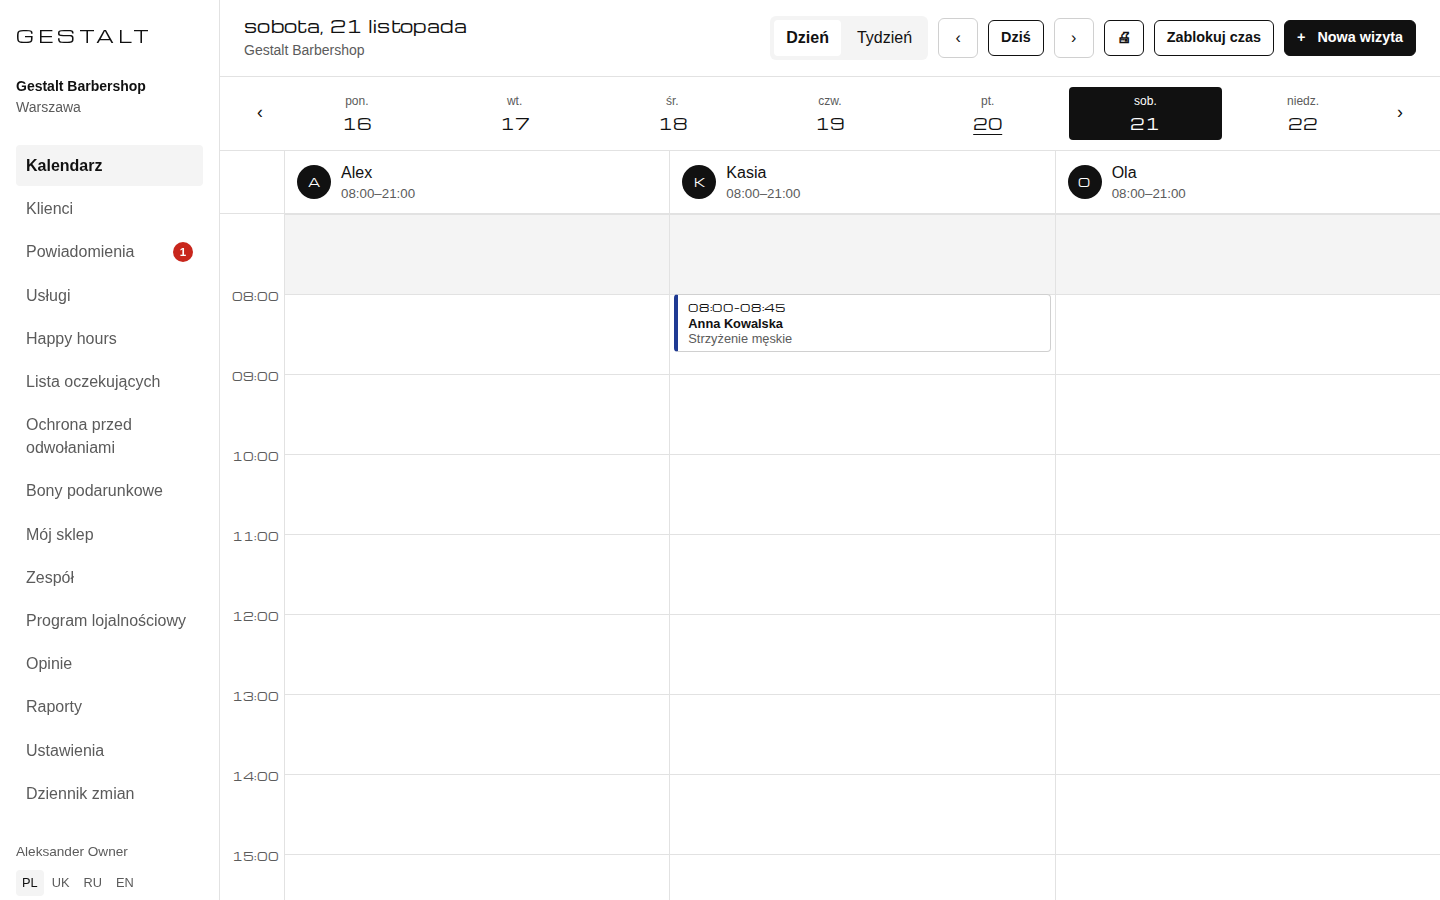 GESTALT
Gestalt Barbershop
Warszawa
Kalendarz
Klienci
Powiadomienia 1
Usługi
Happy hours
Lista oczekujących
Ochrona przed
odwołaniami
Bony podarunkowe
Mój sklep
Zespół
Program lojalnościowy
Opinie
Raporty
Ustawienia
Dziennik zmian
Aleksander Owner
PL UK RU EN
sobota, 21 listopada
Gestalt Barbershop
Dzień Tydzień ‹ Dziś › Zablokuj czas + Nowa wizyta
‹ pon. wt. śr. czw. pt. sob. niedz. ›
16 17 18 19 20 21 22
A Alex K Kasia O Ola
08:00–21:00 08:00–21:00 08:00–21:00
08:00
08:00-08:45
Anna Kowalska
Strzyżenie męskie
09:00
10:00
11:00
12:00
13:00
14:00
15:00